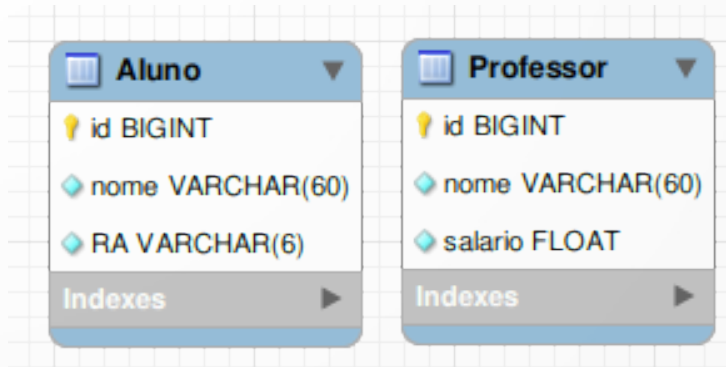 Aluno
id BIGINT
nome VARCHAR(60)
RA VARCHAR(6)
Indexes
Professor
id BIGINT
nome VARCHAR(60)
salario FLOAT
Indexes